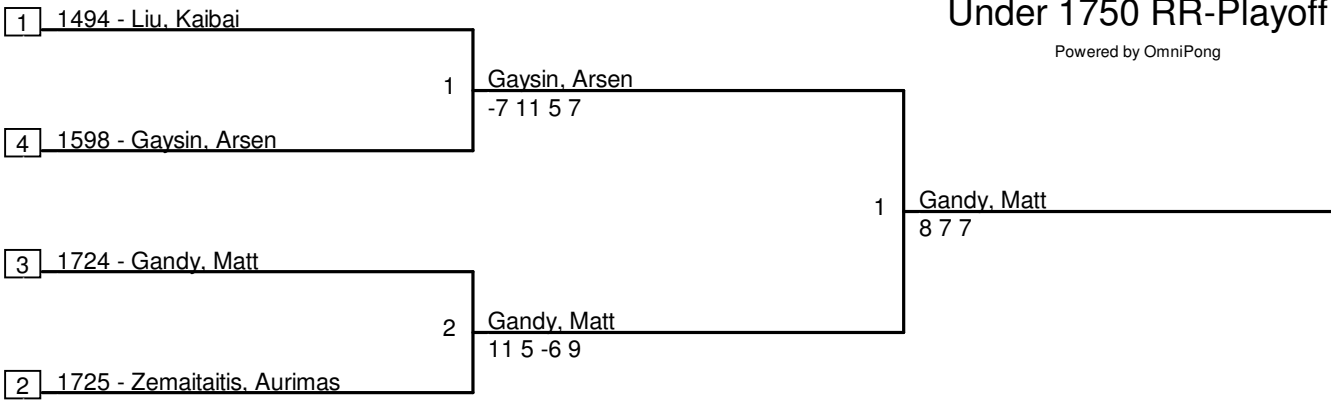 Under 1750 RR-Playoff
Powered by OmniPong
1 1494 - Liu, Kaibai
1 Gaysin, Arsen
-7 11 5 7
4 1598 - Gaysin, Arsen
1 Gandy, Matt
8 7 7
3 1724 - Gandy, Matt
2 Gandy, Matt
11 5 -6 9
2 1725 - Zemaitaitis, Aurimas